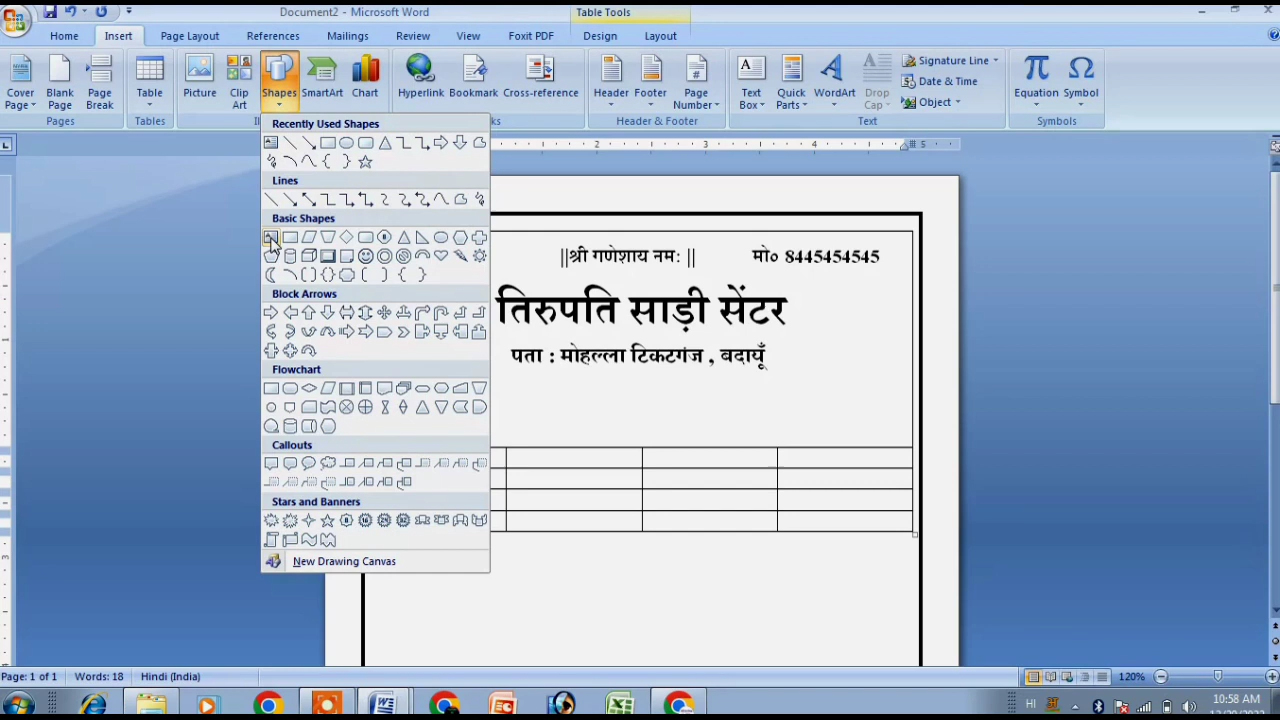 Document2 - Microsoft Word
Table Tools
Home Insert Page Layout References Mailings Review View Foxit PDF Design Layout
Cover Page Blank Page Page Break Table Picture Clip Art Shapes SmartArt Chart Hyperlink Bookmark Cross-reference Header Footer Page Number Text Box Quick Parts WordArt Drop Cap Signature Line Date & Time Object Equation Symbol
Pages Tables Header & Footer Text Symbols
Recently Used Shapes
Lines
Basic Shapes
Block Arrows
Flowchart
Callouts
Stars and Banners
New Drawing Canvas
2 3 4 5
||श्री गणेशाय नमः || मो० 8445454545
तिरुपति साड़ी सेंटर
पता : मोहल्ला टिकटगंज , बदायूँ
Page: 1 of 1 Words: 18 Hindi (India) 120%
HI 10:58 AM